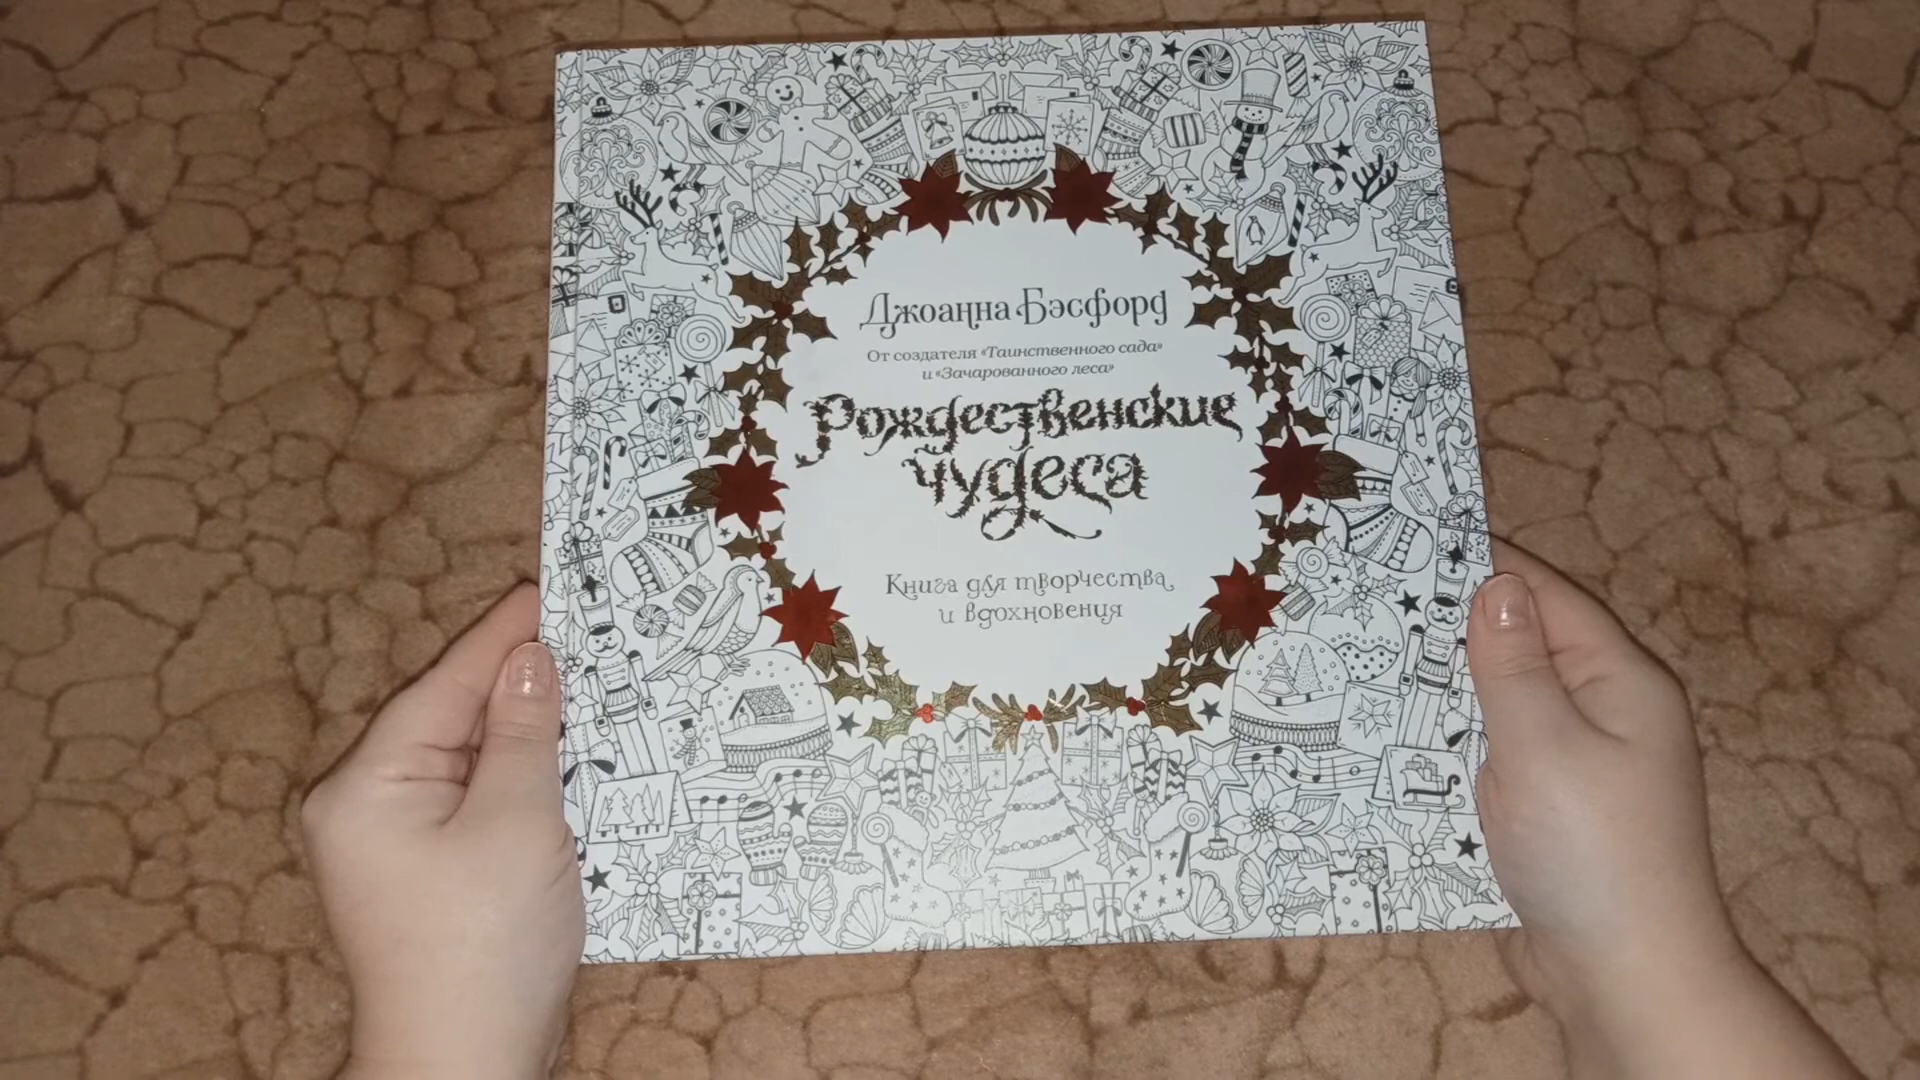 Джоанна Бэсфорд
От создателя «Таинственного сада»
и «Зачарованного леса»
Рождественские
чудеса
Книга для творчества
и вдохновения